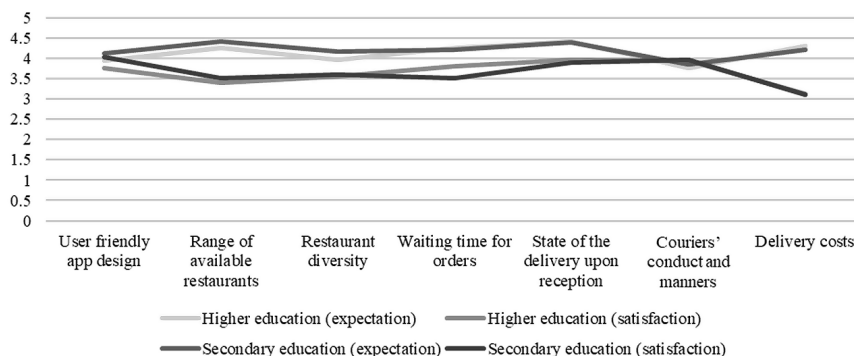 5
4.5
4
3.5
3
2.5
2
1.5
1
0.5
0
User friendly
app design
Range of
available
restaurants
Restaurant
diversity
Waiting time for
orders
State of the
delivery upon
reception
Couriers'
conduct and
manners
Delivery costs
Higher education (expectation)
Higher education (satisfaction)
Secondary education (expectation)
Secondary education (satisfaction)